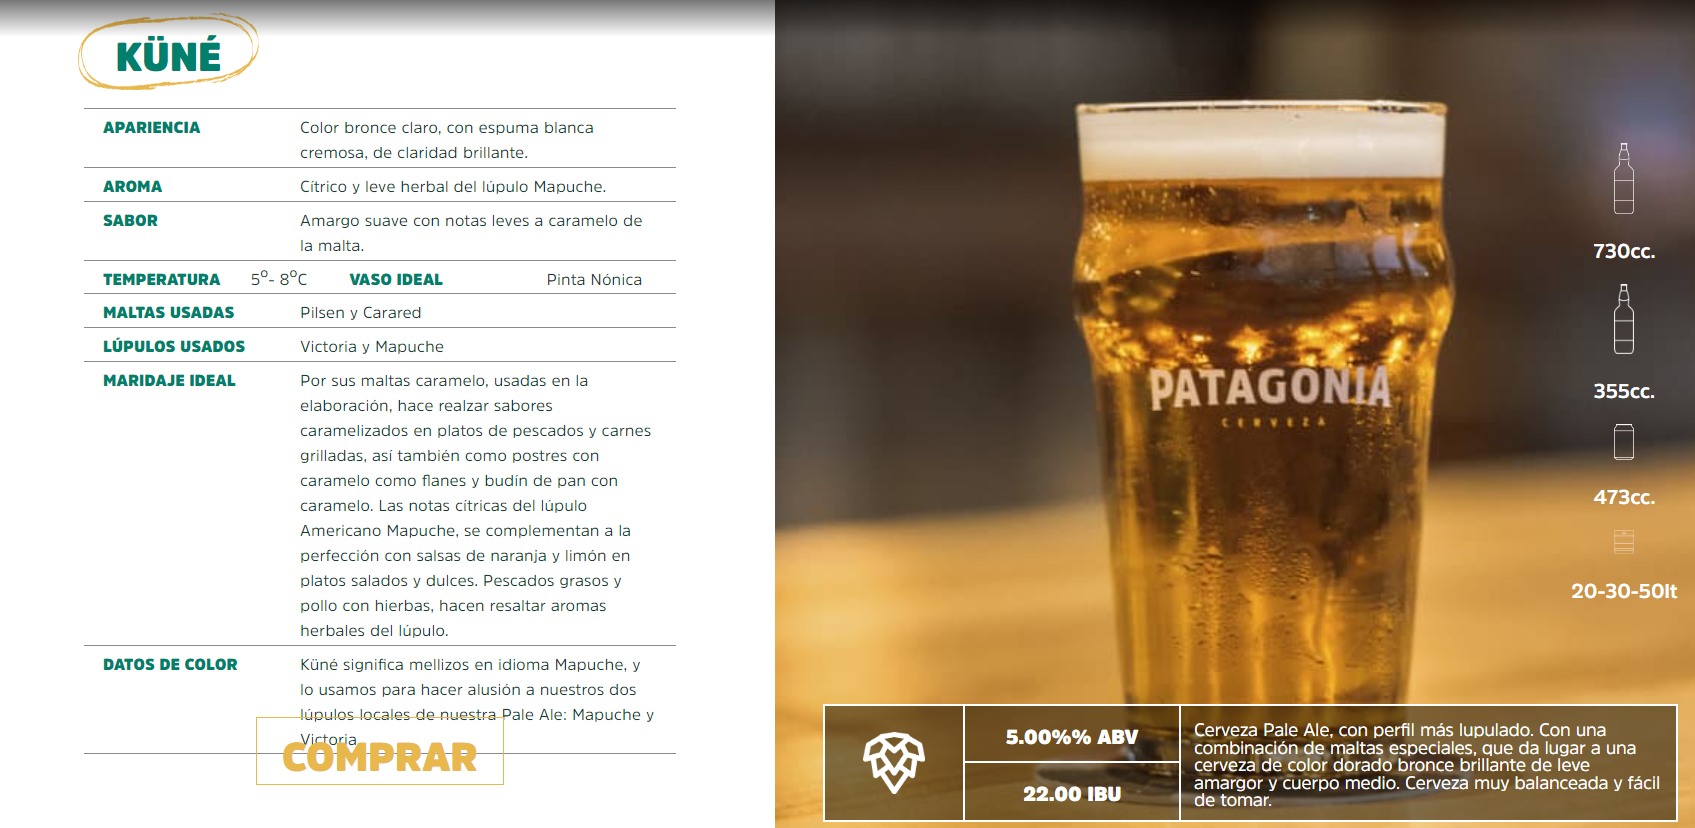 KÜNÉ
APARIENCIA
Color bronce claro, con espuma blanca
cremosa, de claridad brillante.
AROMA
Cítrico y leve herbal del lúpulo Mapuche.
SABOR
Amargo suave con notas leves a caramelo de
la malta.
TEMPERATURA 5º- 8ºC VASO IDEAL Pinta Nónica
MALTAS USADAS
Pilsen y Carared
LÚPULOS USADOS
Victoria y Mapuche
MARIDAJE IDEAL
Por sus maltas caramelo, usadas en la
elaboración, hace realzar sabores
caramelizados en platos de pescados y carnes
grilladas, así también como postres con
caramelo como flanes y budín de pan con
caramelo. Las notas cítricas del lúpulo
Americano Mapuche, se complementan a la
perfección con salsas de naranja y limón en
platos salados y dulces. Pescados grasos y
pollo con hierbas, hacen resaltar aromas
herbales del lúpulo.
DATOS DE COLOR
Küné significa mellizos en idioma Mapuche, y
lo usamos para hacer alusión a nuestros dos
lúpulos locales de nuestra Pale Ale: Mapuche y
Victoria
COMPRAR
PATAGONIA
CERVEZA
730cc.
355cc.
473cc.
20-30-50lt
5.00%% ABV
22.00 IBU
Cerveza Pale Ale, con perfil más lupulado. Con una
combinación de maltas especiales, que da lugar a una
cerveza de color dorado bronce brillante de leve
amargor y cuerpo medio. Cerveza muy balanceada y fácil
de tomar.